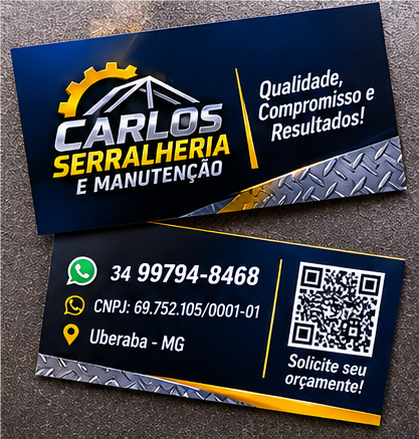 CARLOS
SERRALHERIA
E MANUTENÇÃO
Qualidade,
Compromisso e
Resultados!
34 99794-8468
CNPJ: 69.752.105/0001-01
Uberaba - MG
Solicite seu
orçamento!